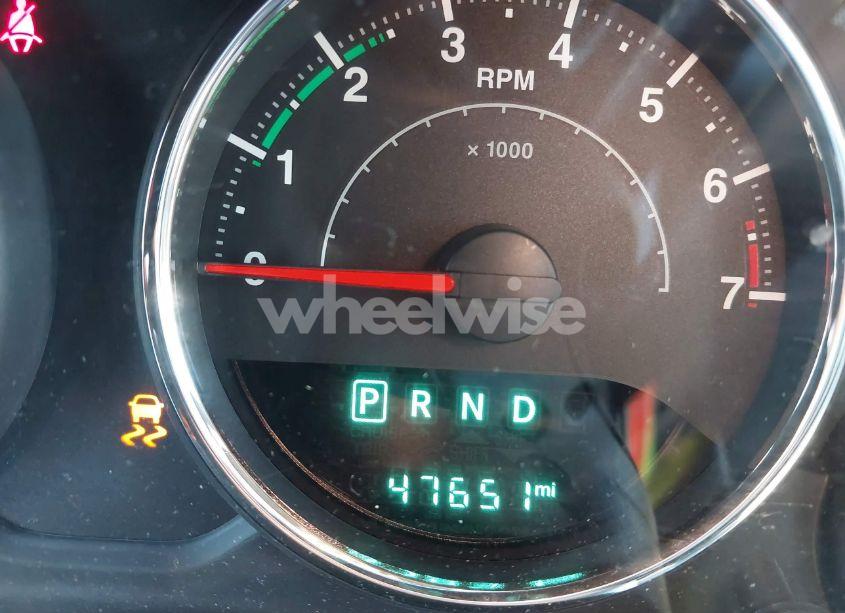 3 4
2 RPM 5
× 1000
1 6
0 7
wheelwise
P R N D
47651 mi